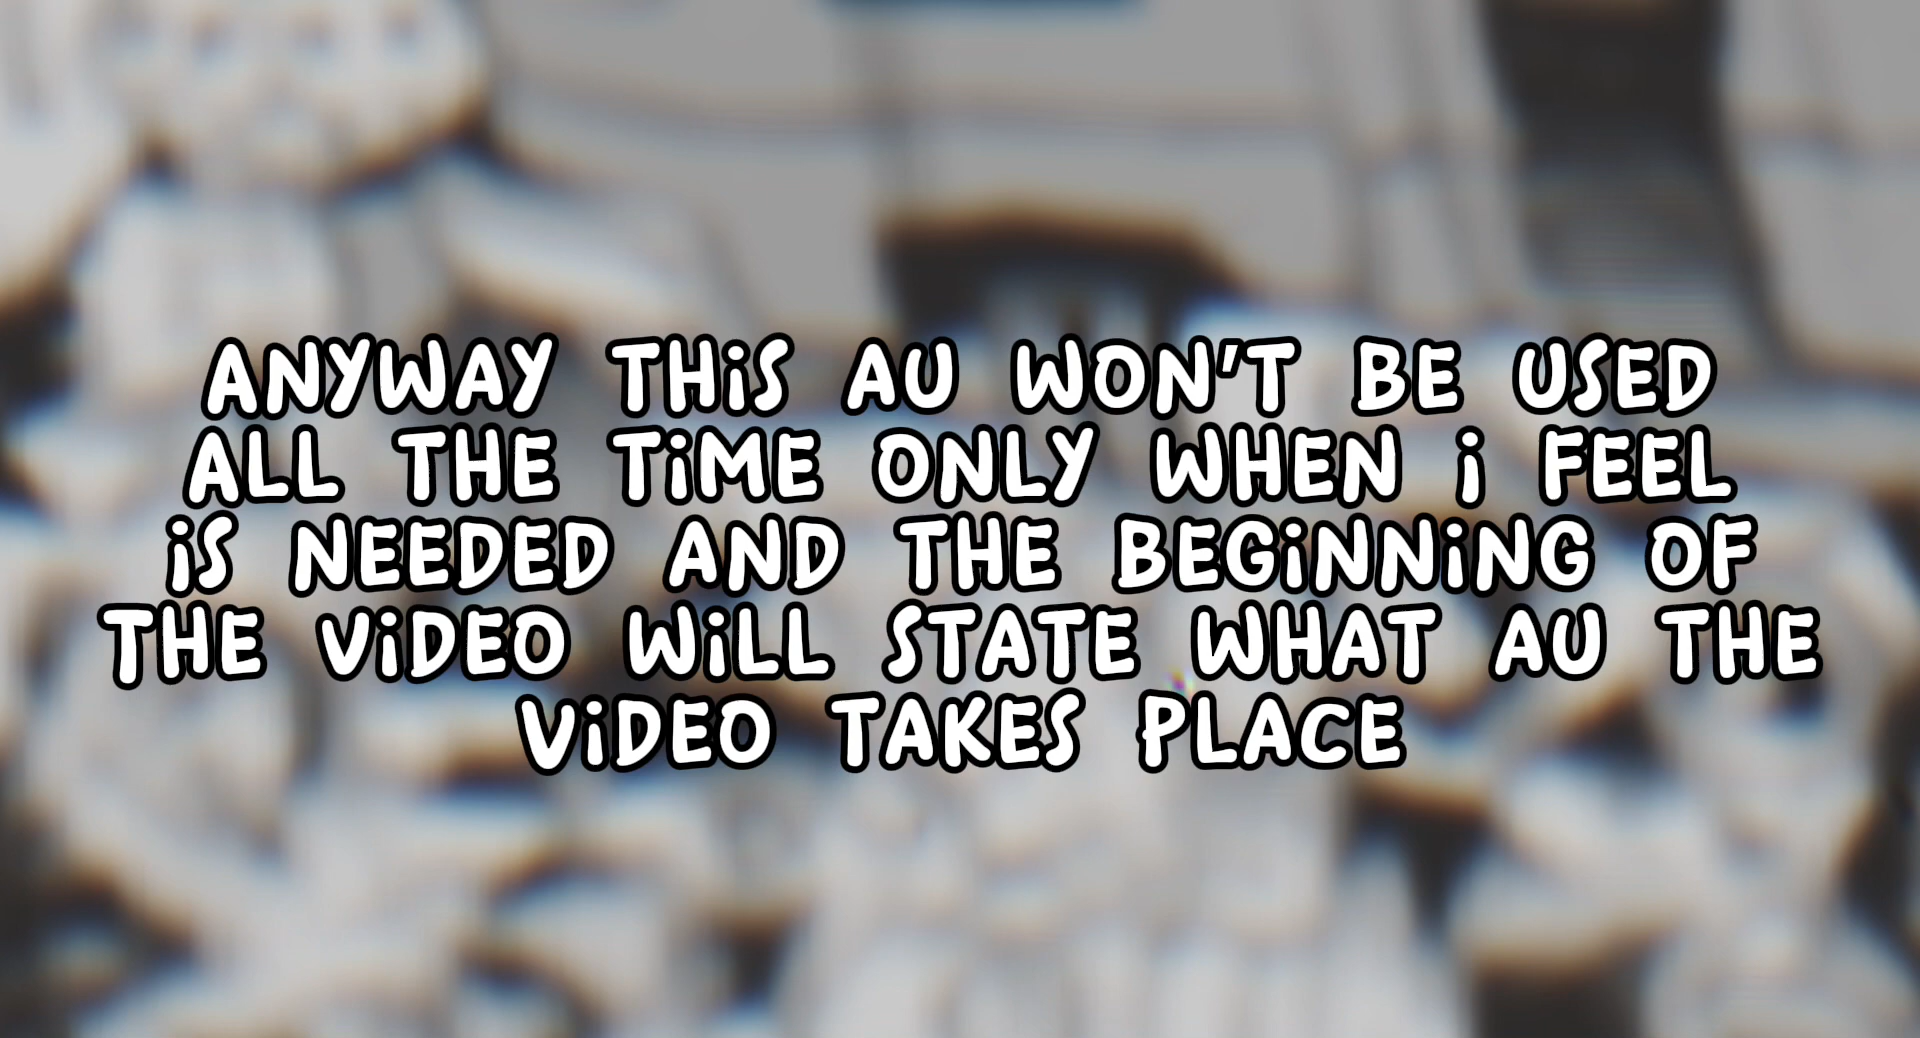 ANYWAY THiS AU WON'T BE USED
ALL THE TiME ONLY WHEN i FEEL
iS NEEDED AND THE BEGiNNiNG OF
THE ViDEO WiLL STATE WHAT AU THE
ViDEO TAKES PLACE